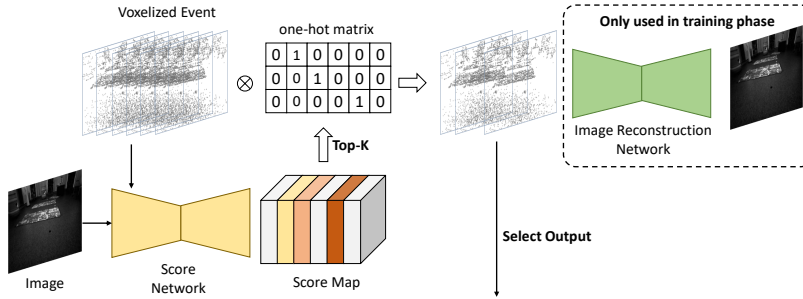 Voxelized Event
one-hot matrix
0 1 0 0 0 0
0 0 1 0 0 0
0 0 0 0 1 0
Only used in training phase
Image Reconstruction
Network
Top-K
Select Output
Image
Score
Network
Score Map